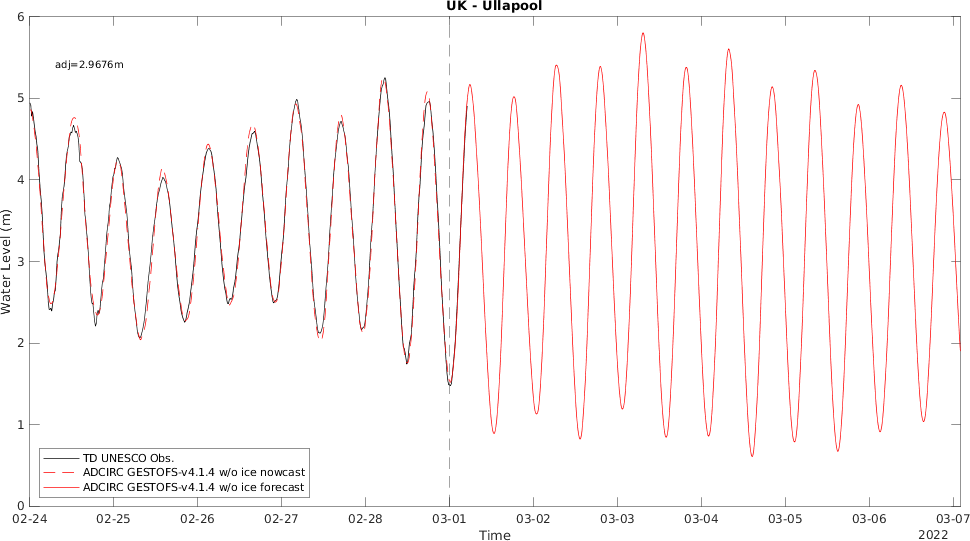 UK - Ullapool
adj=2.9676m
6
5
4
3
2
1
0
Water Level (m)
TD UNESCO Obs.
ADCIRC GESTOFS-v4.1.4 w/o ice nowcast
ADCIRC GESTOFS-v4.1.4 w/o ice forecast
02-24 02-25 02-26 02-27 02-28 03-01 03-02 03-03 03-04 03-05 03-06 03-07
Time
2022